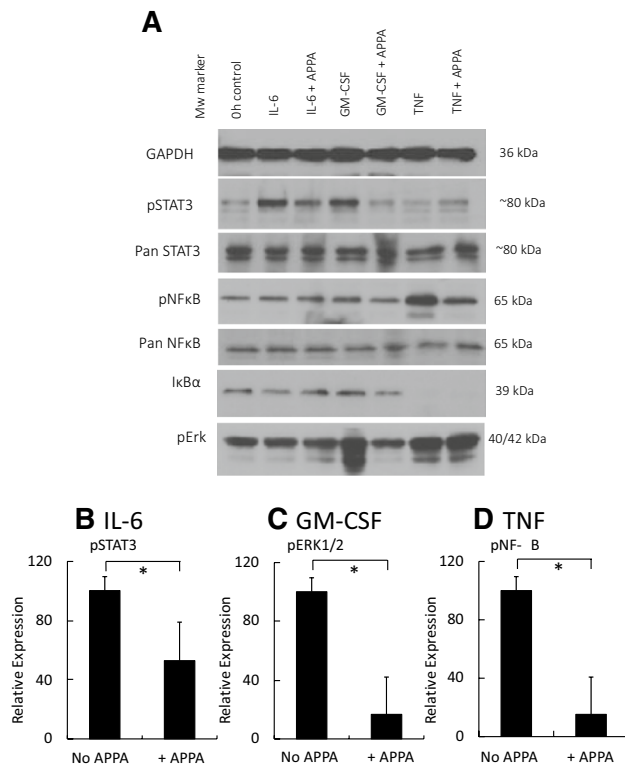 A
Mw marker
0h control
IL-6
IL-6 + APPA
GM-CSF
GM-CSF + APPA
TNF
TNF + APPA
GAPDH 36 kDa
pSTAT3 ~80 kDa
Pan STAT3 ~80 kDa
pNFκB 65 kDa
Pan NFκB 65 kDa
IκBα 39 kDa
pErk 40/42 kDa
B IL-6
pSTAT3
*
120
80
40
0
Relative Expression
No APPA + APPA
C GM-CSF
pERK1/2
*
120
80
40
0
Relative Expression
No APPA + APPA
D TNF
pNF- B
*
120
80
40
0
Relative Expression
No APPA + APPA